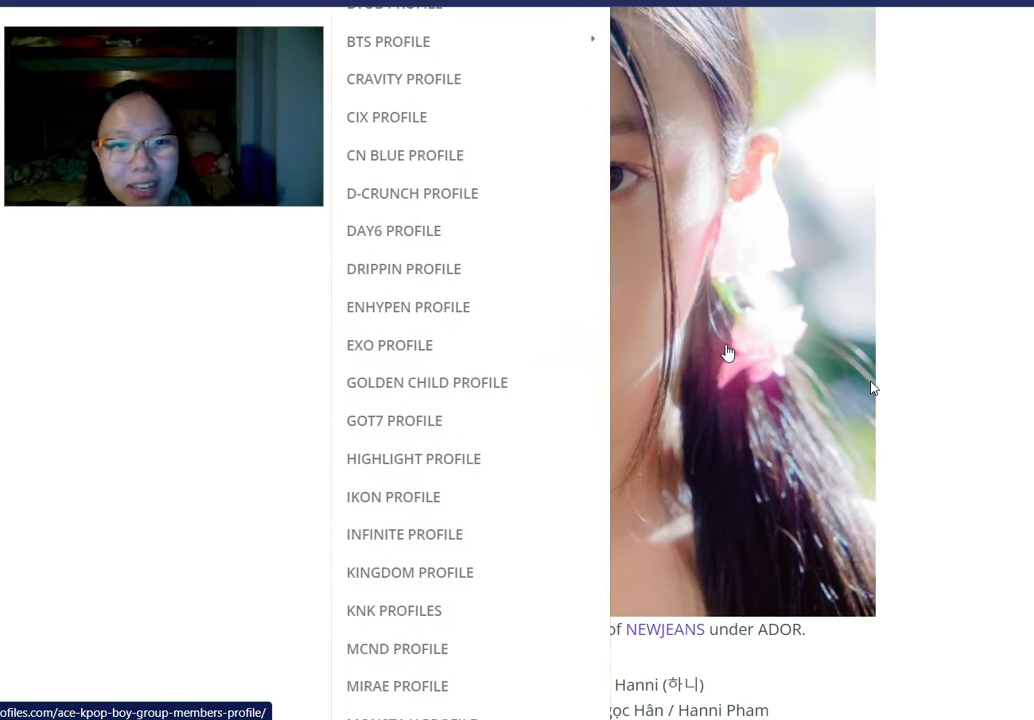 BTS PROFILE
CRAVITY PROFILE
CIX PROFILE
CN BLUE PROFILE
D-CRUNCH PROFILE
DAY6 PROFILE
DRIPPIN PROFILE
ENHYPEN PROFILE
EXO PROFILE
GOLDEN CHILD PROFILE
GOT7 PROFILE
HIGHLIGHT PROFILE
IKON PROFILE
INFINITE PROFILE
KINGDOM PROFILE
KNK PROFILES
MCND PROFILE
MIRAE PROFILE
of NEWJEANS under ADOR.
Hanni (하니)
ọc Hân / Hanni Pham
ofiles.com/ace-kpop-boy-group-members-profile/